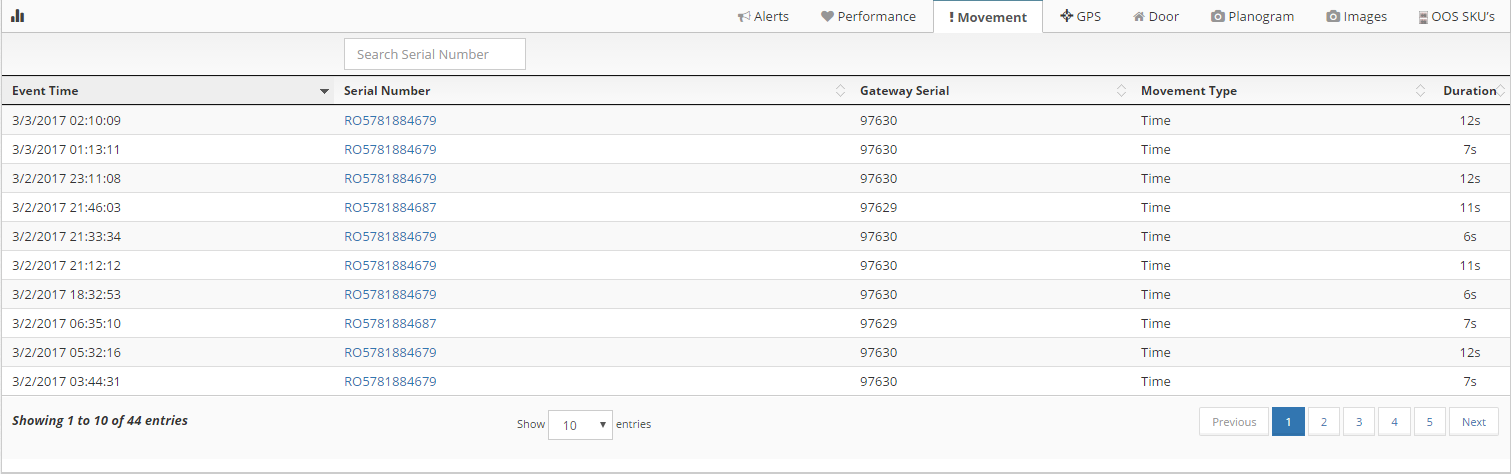 Alerts Performance Movement GPS Door Planogram Images OOS SKU's
Search Serial Number
Event Time Serial Number Gateway Serial Movement Type Duration
3/3/2017 02:10:09 RO5781884679 97630 Time 12s
3/3/2017 01:13:11 RO5781884679 97630 Time 7s
3/2/2017 23:11:08 RO5781884679 97630 Time 12s
3/2/2017 21:46:03 RO5781884687 97629 Time 11s
3/2/2017 21:33:34 RO5781884679 97630 Time 6s
3/2/2017 21:12:12 RO5781884679 97630 Time 11s
3/2/2017 18:32:53 RO5781884679 97630 Time 6s
3/2/2017 06:35:10 RO5781884687 97629 Time 7s
3/2/2017 05:32:16 RO5781884679 97630 Time 12s
3/2/2017 03:44:31 RO5781884679 97630 Time 7s
Showing 1 to 10 of 44 entries Show 10 entries Previous 1 2 3 4 5 Next